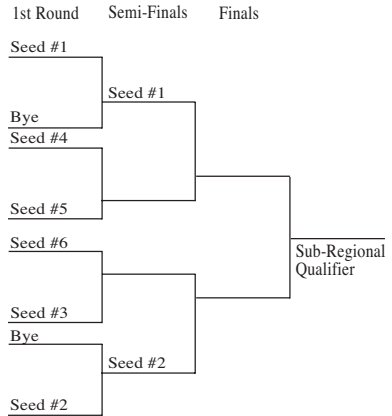 1st Round Semi-Finals Finals
Seed #1
Seed #1
Bye
Seed #4
Seed #5
Seed #6
Sub-Regional
Qualifier
Seed #3
Bye
Seed #2
Seed #2